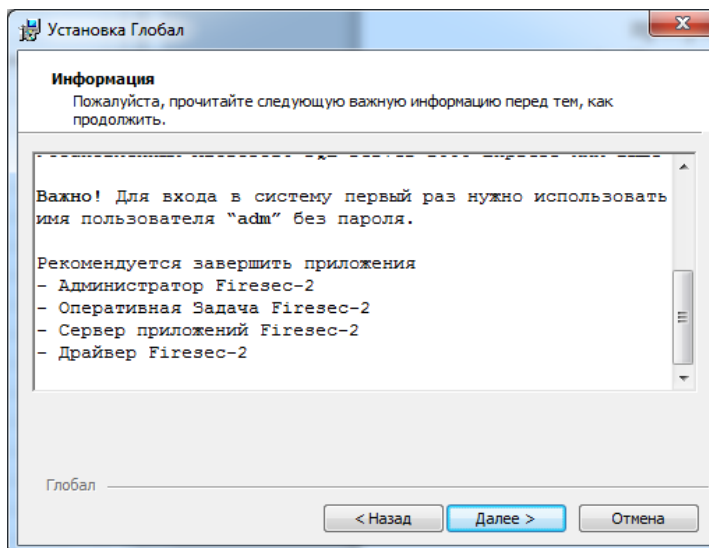 Установка Глобал
Информация
Пожалуйста, прочитайте следующую важную информацию перед тем, как
продолжить.
Важно! Для входа в систему первый раз нужно использовать
имя пользователя “adm” без пароля.
Рекомендуется завершить приложения
- Администратор Firesec-2
- Оперативная Задача Firesec-2
- Сервер приложений Firesec-2
- Драйвер Firesec-2
Глобал
< Назад
Далее >
Отмена